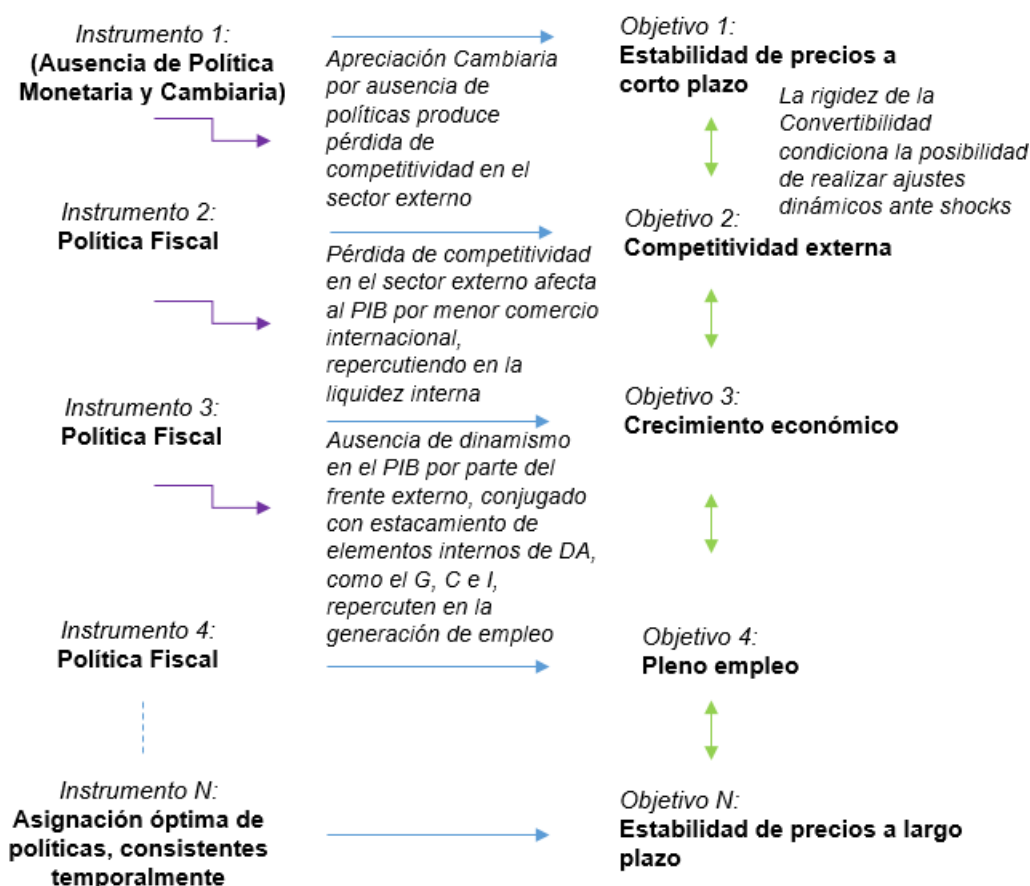 Instrumento 1:
(Ausencia de Política
Monetaria y Cambiaria)
Apreciación Cambiaria
por ausencia de
políticas produce
pérdida de
competitividad en el
sector externo
Objetivo 1:
Estabilidad de precios a
corto plazo
La rigidez de la
Convertibilidad
condiciona la posibilidad
de realizar ajustes
dinámicos ante shocks
Instrumento 2:
Política Fiscal
Pérdida de competitividad
en el sector externo afecta
al PIB por menor comercio
internacional,
repercutiendo en la
liquidez interna
Objetivo 2:
Competitividad externa
Instrumento 3:
Política Fiscal
Ausencia de dinamismo
en el PIB por parte del
frente externo, conjugado
con estacamiento de
elementos internos de DA,
como el G, C e I,
repercuten en la
generación de empleo
Objetivo 3:
Crecimiento económico
Instrumento 4:
Política Fiscal
Objetivo 4:
Pleno empleo
Instrumento N:
Asignación óptima de
políticas, consistentes
temporalmente
Objetivo N:
Estabilidad de precios a largo
plazo